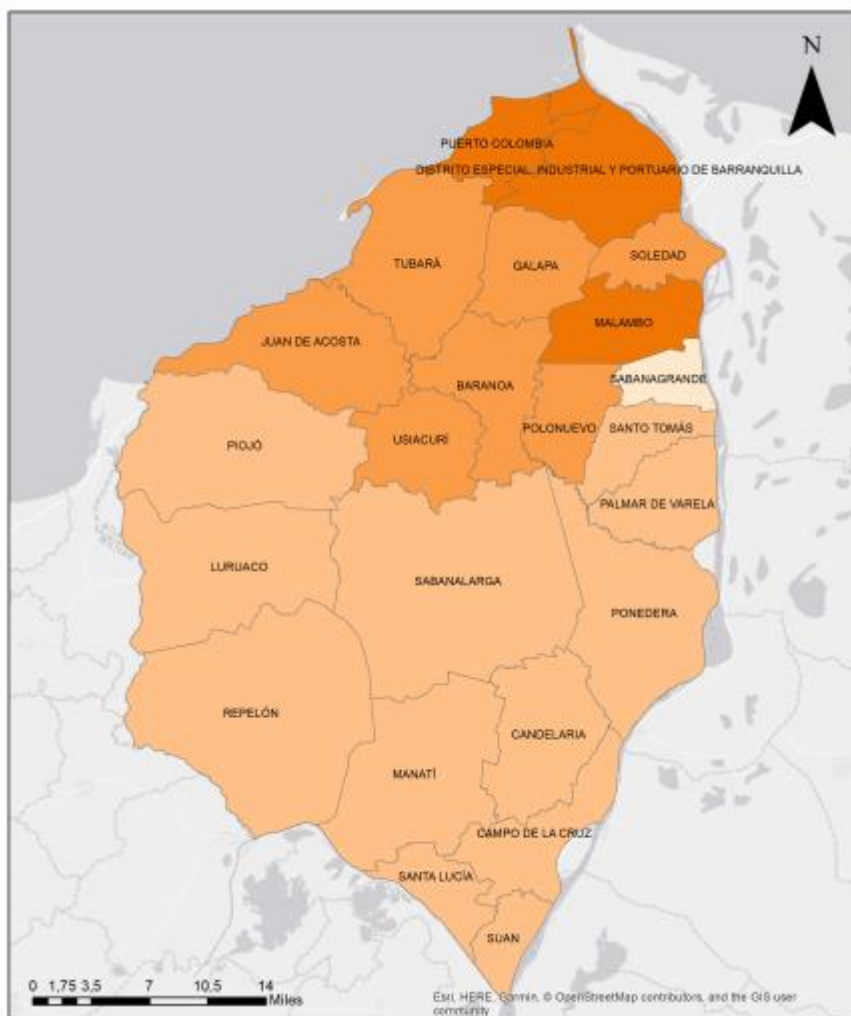 N
PUERTO COLOMBIA
DISTRITO ESPECIAL, INDUSTRIAL Y PORTUARIO DE BARRANQUILLA
SOLEDAD
TUBARÁ
GALAPA
MALAMBO
JUAN DE ACOSTA
SABANAGRANDE
BARANOA
POLONUEVO
SANTO TOMÁS
USIACURÍ
PIOJÓ
PALMAR DE VARELA
LURUACO
SABANALARGA
PONEDERA
REPELÓN
CANDELARIA
MANATÍ
CAMPO DE LA CRUZ
SANTA LUCÍA
SUAN
0 1,75 3,5 7 10,5 14
Miles
Esri, HERE, Garmin, © OpenStreetMap contributors, and the GIS user
community